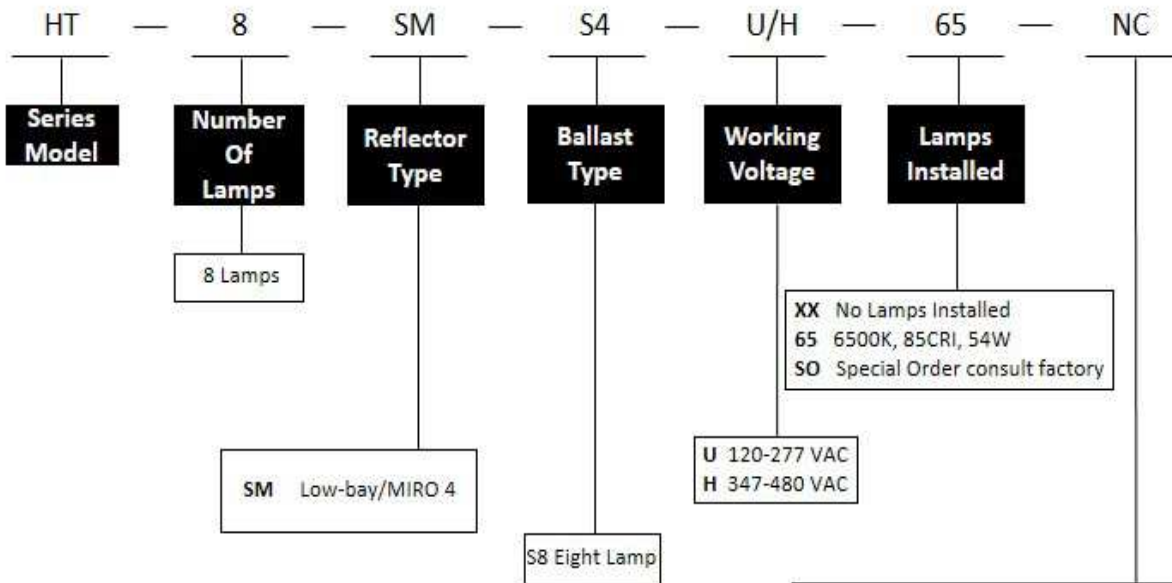 HT — 8 — SM — S4 — U/H — 65 — NC
Series
Model
Number
Of
Lamps
Reflector
Type
Ballast
Type
Working
Voltage
Lamps
Installed
8 Lamps
XX No Lamps Installed
65 6500K, 85CRI, 54W
SO Special Order consult factory
U 120-277 VAC
H 347-480 VAC
SM Low-bay/MIRO 4
S8 Eight Lamp